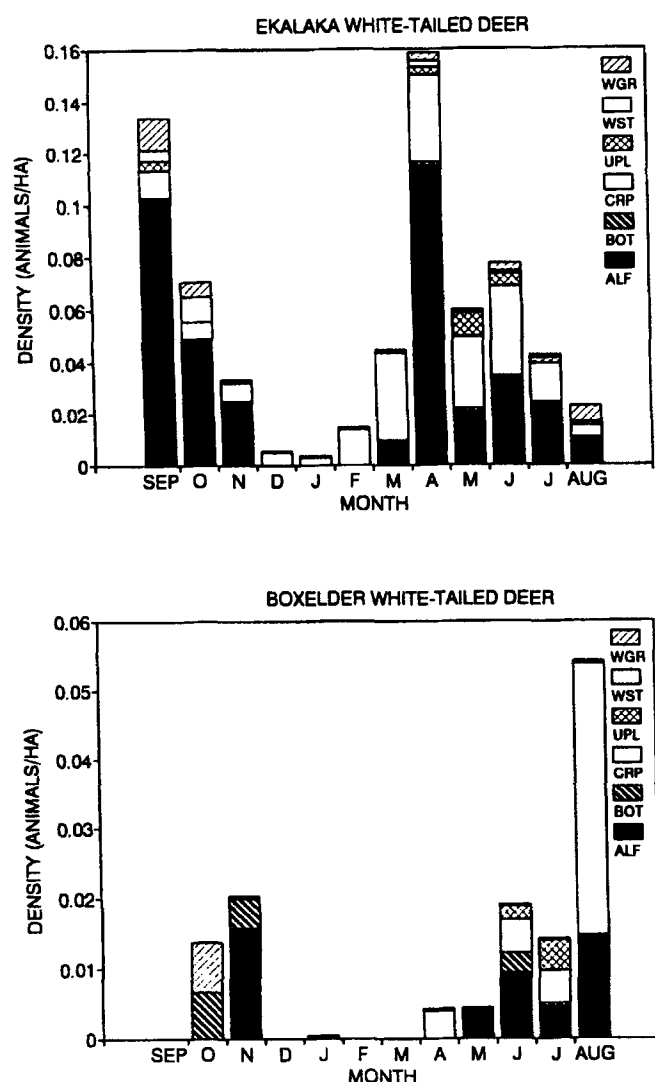 EKALAKA WHITE-TAILED DEER
0.16
0.14
0.12
0.1
0.08
0.06
0.04
0.02
0
DENSITY (ANIMALS/HA)
WGR
WST
UPL
CRP
BOT
ALF
SEP O N D J F M A M J J AUG
MONTH
BOXELDER WHITE-TAILED DEER
0.06
0.05
0.04
0.03
0.02
0.01
0
DENSITY (ANIMALS/HA)
WGR
WST
UPL
CRP
BOT
ALF
SEP O N D J F M A M J J AUG
MONTH